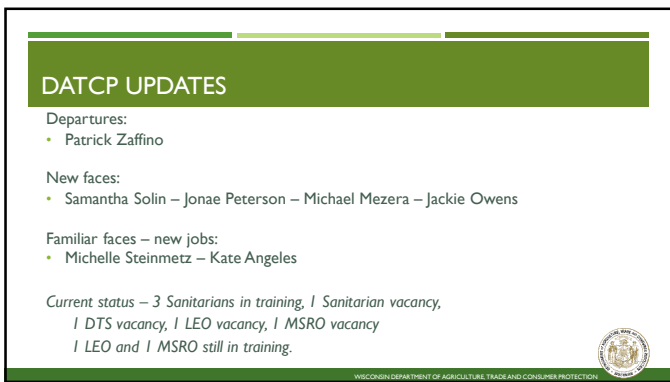 DATCP UPDATES
Departures:
• Patrick Zaffino
New faces:
• Samantha Solin – Jonae Peterson – Michael Mezera – Jackie Owens
Familiar faces – new jobs:
• Michelle Steinmetz – Kate Angeles
Current status – 3 Sanitarians in training, 1 Sanitarian vacancy,
1 DTS vacancy, 1 LEO vacancy, 1 MSRO vacancy
1 LEO and 1 MSRO still in training.
WISCONSIN DEPARTMENT OF AGRICULTURE, TRADE AND CONSUMER PROTECTION